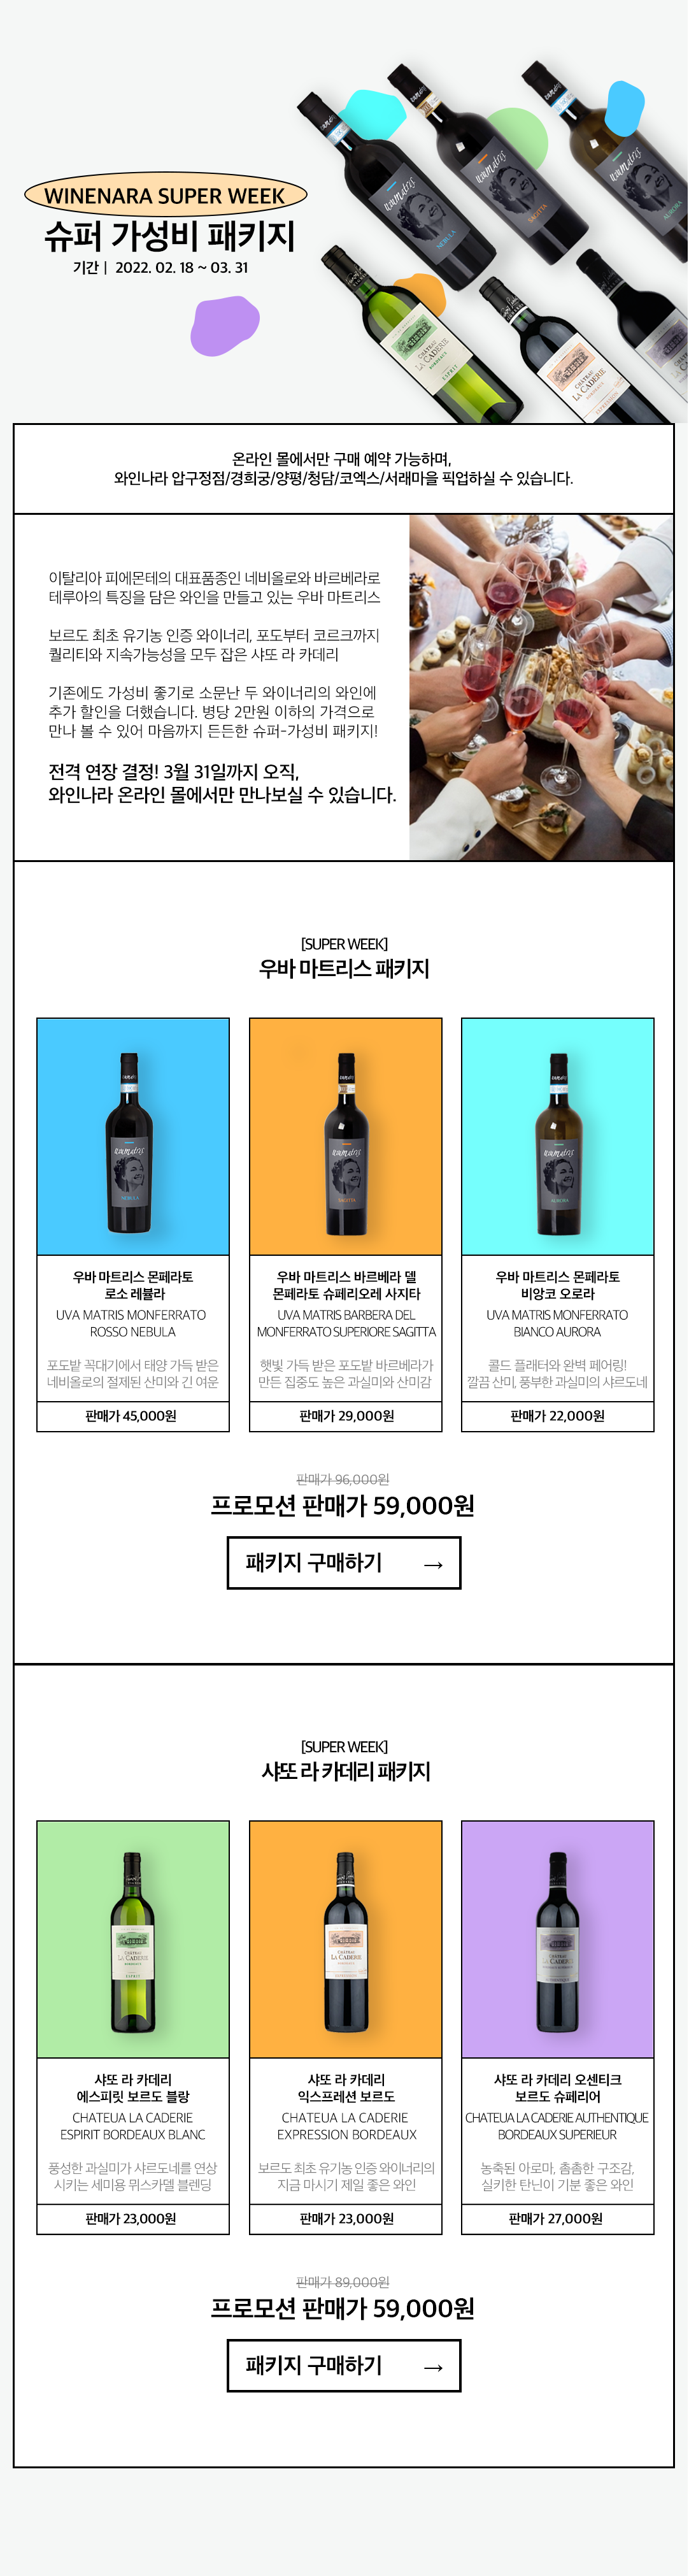 WINENARA SUPER WEEK
슈퍼 가성비 패키지
기간 | 2022. 02. 18 ~ 03. 31
uvamatris
NEBULA
uvamatris
SAGITTA
uvamatris
AURORA
CHATEAU
LA CADERIE
BORDEAUX
ESPRIT
CHATEAU
LA CADERIE
BORDEAUX
EXPRESSION
온라인 몰에서만 구매 예약 가능하며,
와인나라 압구정점/경희궁/양평/청담/코엑스/서래마을 픽업하실 수 있습니다.
이탈리아 피에몬테의 대표품종인 네비올로와 바르베라로
테루아의 특징을 담은 와인을 만들고 있는 우바 마트리스
보르도 최초 유기농 인증 와이너리, 포도부터 코르크까지
퀄리티와 지속가능성을 모두 잡은 샤또 라 카데리
기존에도 가성비 좋기로 소문난 두 와이너리의 와인에
추가 할인을 더했습니다. 병당 2만원 이하의 가격으로
만나 볼 수 있어 마음까지 든든한 슈퍼-가성비 패키지!
전격 연장 결정! 3월 31일까지 오직,
와인나라 온라인 몰에서만 만나보실 수 있습니다.
[SUPER WEEK]
우바 마트리스 패키지
uvamatris
NEBULA
uvamatris
SAGITTA
uvamatris
AURORA
우바 마트리스 몬페라토
로소 레뷸라
UVA MATRIS MONFERRATO
ROSSO NEBULA
포도밭 꼭대기에서 태양 가득 받은
네비올로의 절제된 산미와 긴 여운
판매가 45,000원
우바 마트리스 바르베라 델
몬페라토 슈페리오레 사지타
UVA MATRIS BARBERA DEL
MONFERRATO SUPERIORE SAGITTA
햇빛 가득 받은 포도밭 바르베라가
만든 집중도 높은 과실미와 산미감
판매가 29,000원
우바 마트리스 몬페라토
비앙코 오로라
UVA MATRIS MONFERRATO
BIANCO AURORA
콜드 플래터와 완벽 페어링!
깔끔 산미, 풍부한 과실미의 샤르도네
판매가 22,000원
판매가 96,000원
프로모션 판매가 59,000원
패키지 구매하기 →
[SUPER WEEK]
샤또 라 카데리 패키지
CHATEAU
LA CADERIE
BORDEAUX
ESPRIT
CHATEAU
LA CADERIE
CHATEAU
LA CADERIE
샤또 라 카데리
에스피릿 보르도 블랑
CHATEUA LA CADERIE
ESPIRIT BORDEAUX BLANC
풍성한 과실미가 샤르도네를 연상
시키는 세미용 뮈스카델 블렌딩
판매가 23,000원
샤또 라 카데리
익스프레션 보르도
CHATEUA LA CADERIE
EXPRESSION BORDEAUX
보르도 최초 유기농 인증 와이너리의
지금 마시기 제일 좋은 와인
판매가 23,000원
샤또 라 카데리 오센티크
보르도 슈페리어
CHATEUA LA CADERIE AUTHENTIQUE
BORDEAUX SUPERIEUR
농축된 아로마, 촘촘한 구조감,
실키한 탄닌이 기분 좋은 와인
판매가 27,000원
판매가 89,000원
프로모션 판매가 59,000원
패키지 구매하기 →